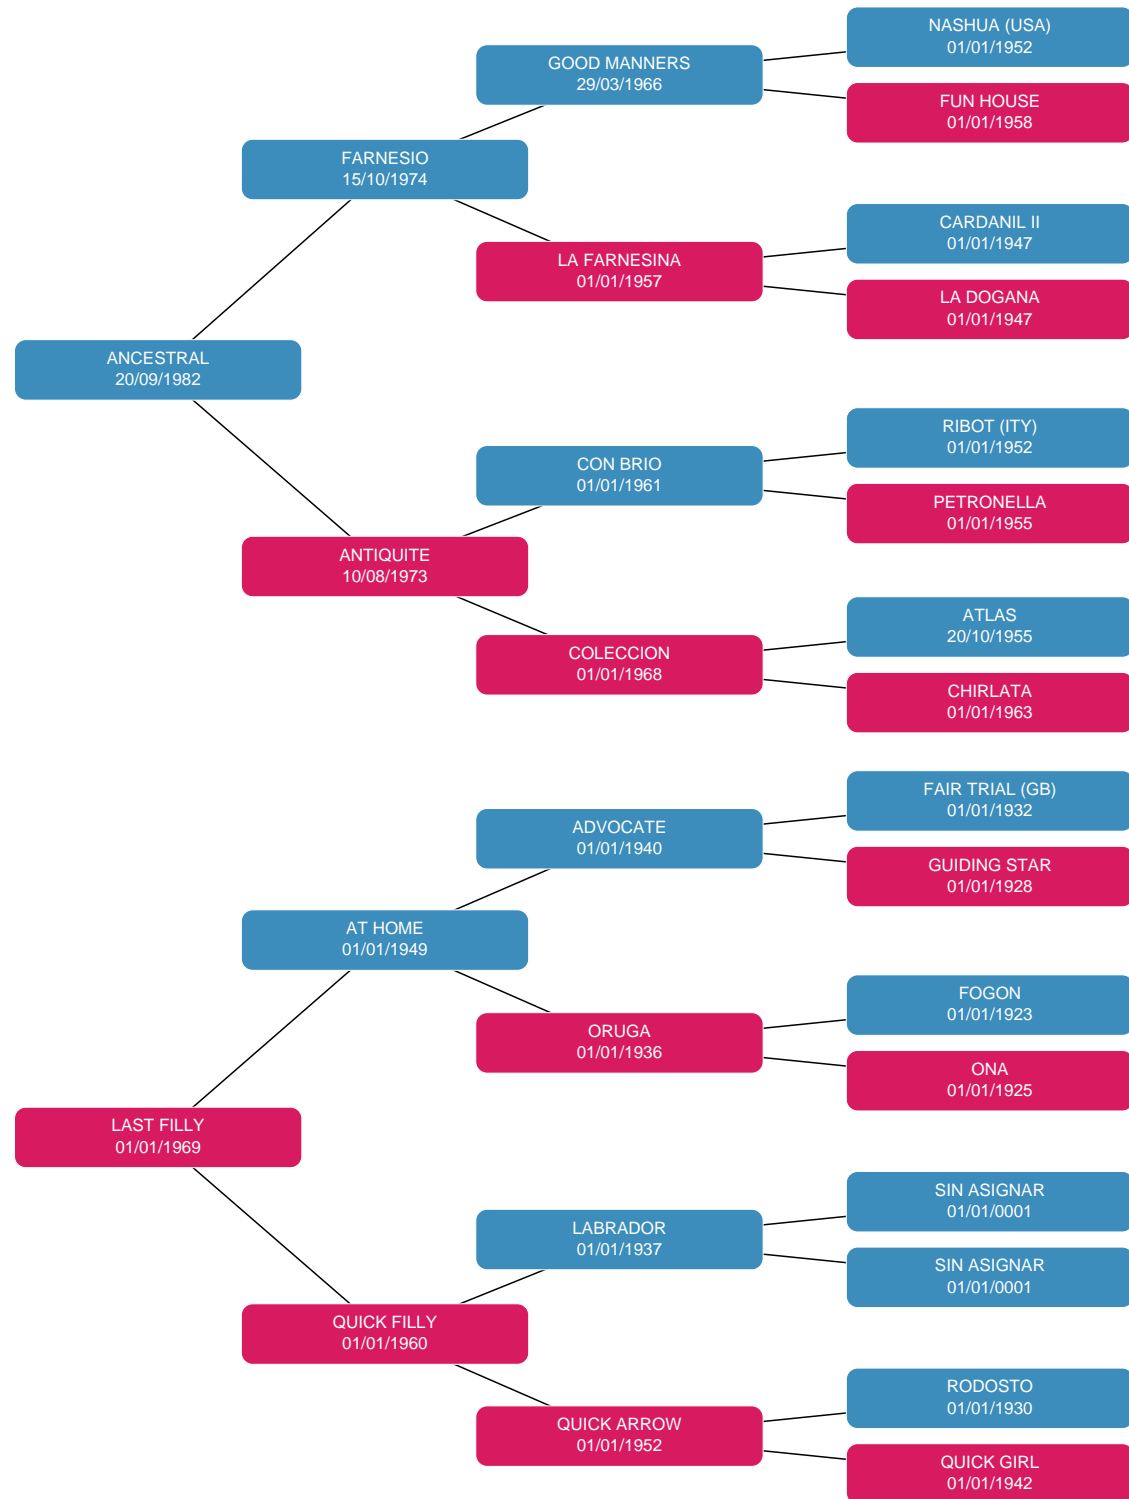 NASHUA (USA)
01/01/1952
GOOD MANNERS
29/03/1966
FUN HOUSE
01/01/1958
FARNESIO
15/10/1974
CARDANIL II
01/01/1947
LA FARNESINA
01/01/1957
LA DOGANA
01/01/1947
ANCESTRAL
20/09/1982
RIBOT (ITY)
01/01/1952
CON BRIO
01/01/1961
PETRONELLA
01/01/1955
ANTIQUITE
10/08/1973
ATLAS
20/10/1955
COLECCION
01/01/1968
CHIRLATA
01/01/1963
FAIR TRIAL (GB)
01/01/1932
ADVOCATE
01/01/1940
GUIDING STAR
01/01/1928
AT HOME
01/01/1949
FOGON
01/01/1923
ORUGA
01/01/1936
ONA
01/01/1925
LAST FILLY
01/01/1969
SIN ASIGNAR
01/01/0001
LABRADOR
01/01/1937
SIN ASIGNAR
01/01/0001
QUICK FILLY
01/01/1960
RODOSTO
01/01/1930
QUICK ARROW
01/01/1952
QUICK GIRL
01/01/1942